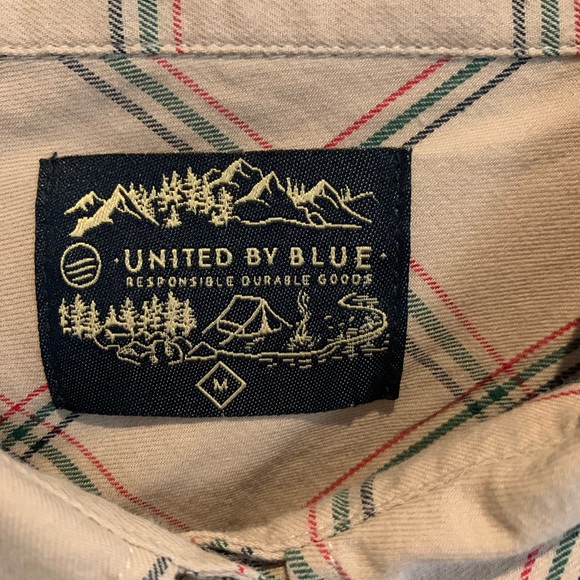 · UNITED BY BLUE ·
RESPONSIBLE DURABLE GOODS
M